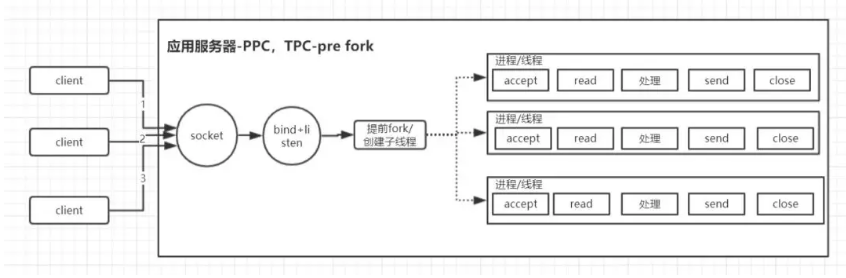 应用服务器-PPC，TPC-pre fork
client
client
client
1
2
3
socket
bind+li
sten
提前fork/
创建子线程
进程/线程
accept
read
处理
send
close
进程/线程
accept
read
处理
send
close
进程/线程
accept
read
处理
send
close